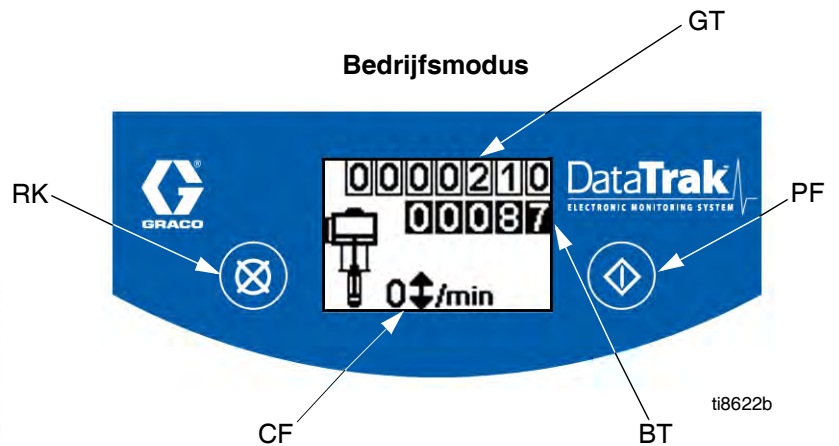 GT
Bedrijfsmodus
0000210
DataTrak
ELECTRONIC MONITORING SYSTEM
GRACO
00087
RK
PF
0/min
CF
BT
ti8622b